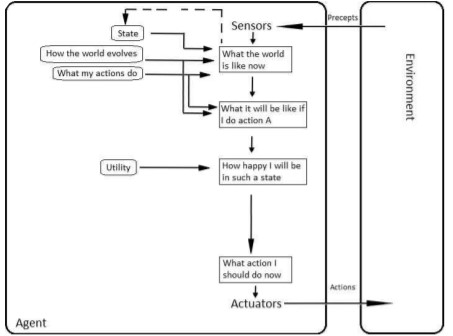 Sensors
Precepts
State
How the world evolves
What my actions do
What the world
is like now
What it will be like if
I do action A
Utility
How happy I will be
in such a state
What action I
should do now
Actuators
Actions
Agent
Environment